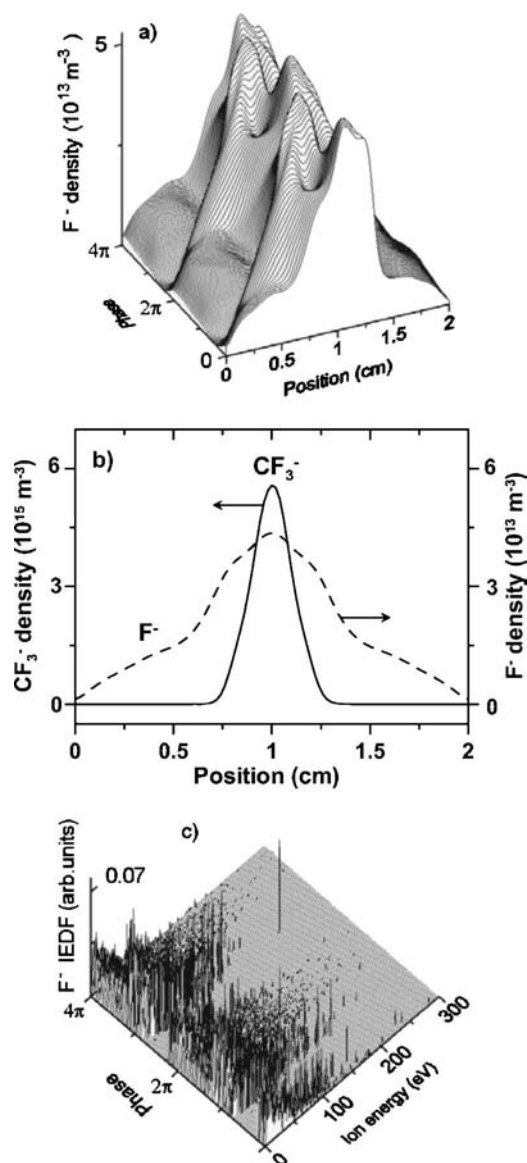 a)
F⁻ density (10¹³m⁻³)
5
4π
Phase
2π
0
0
0.5
1
1.5
2
Position (cm)
b)
CF₃⁻
F⁻
CF₃⁻ density (10¹⁵ m⁻³)
6
3
0
F⁻ density (10¹³ m⁻³)
6
3
0
0 0.5 1 1.5 2
Position (cm)
c)
F⁻ IEDF (arb.units)
0.07
4π
Phase
2π
0
0
100
200
300
Ion energy (eV)